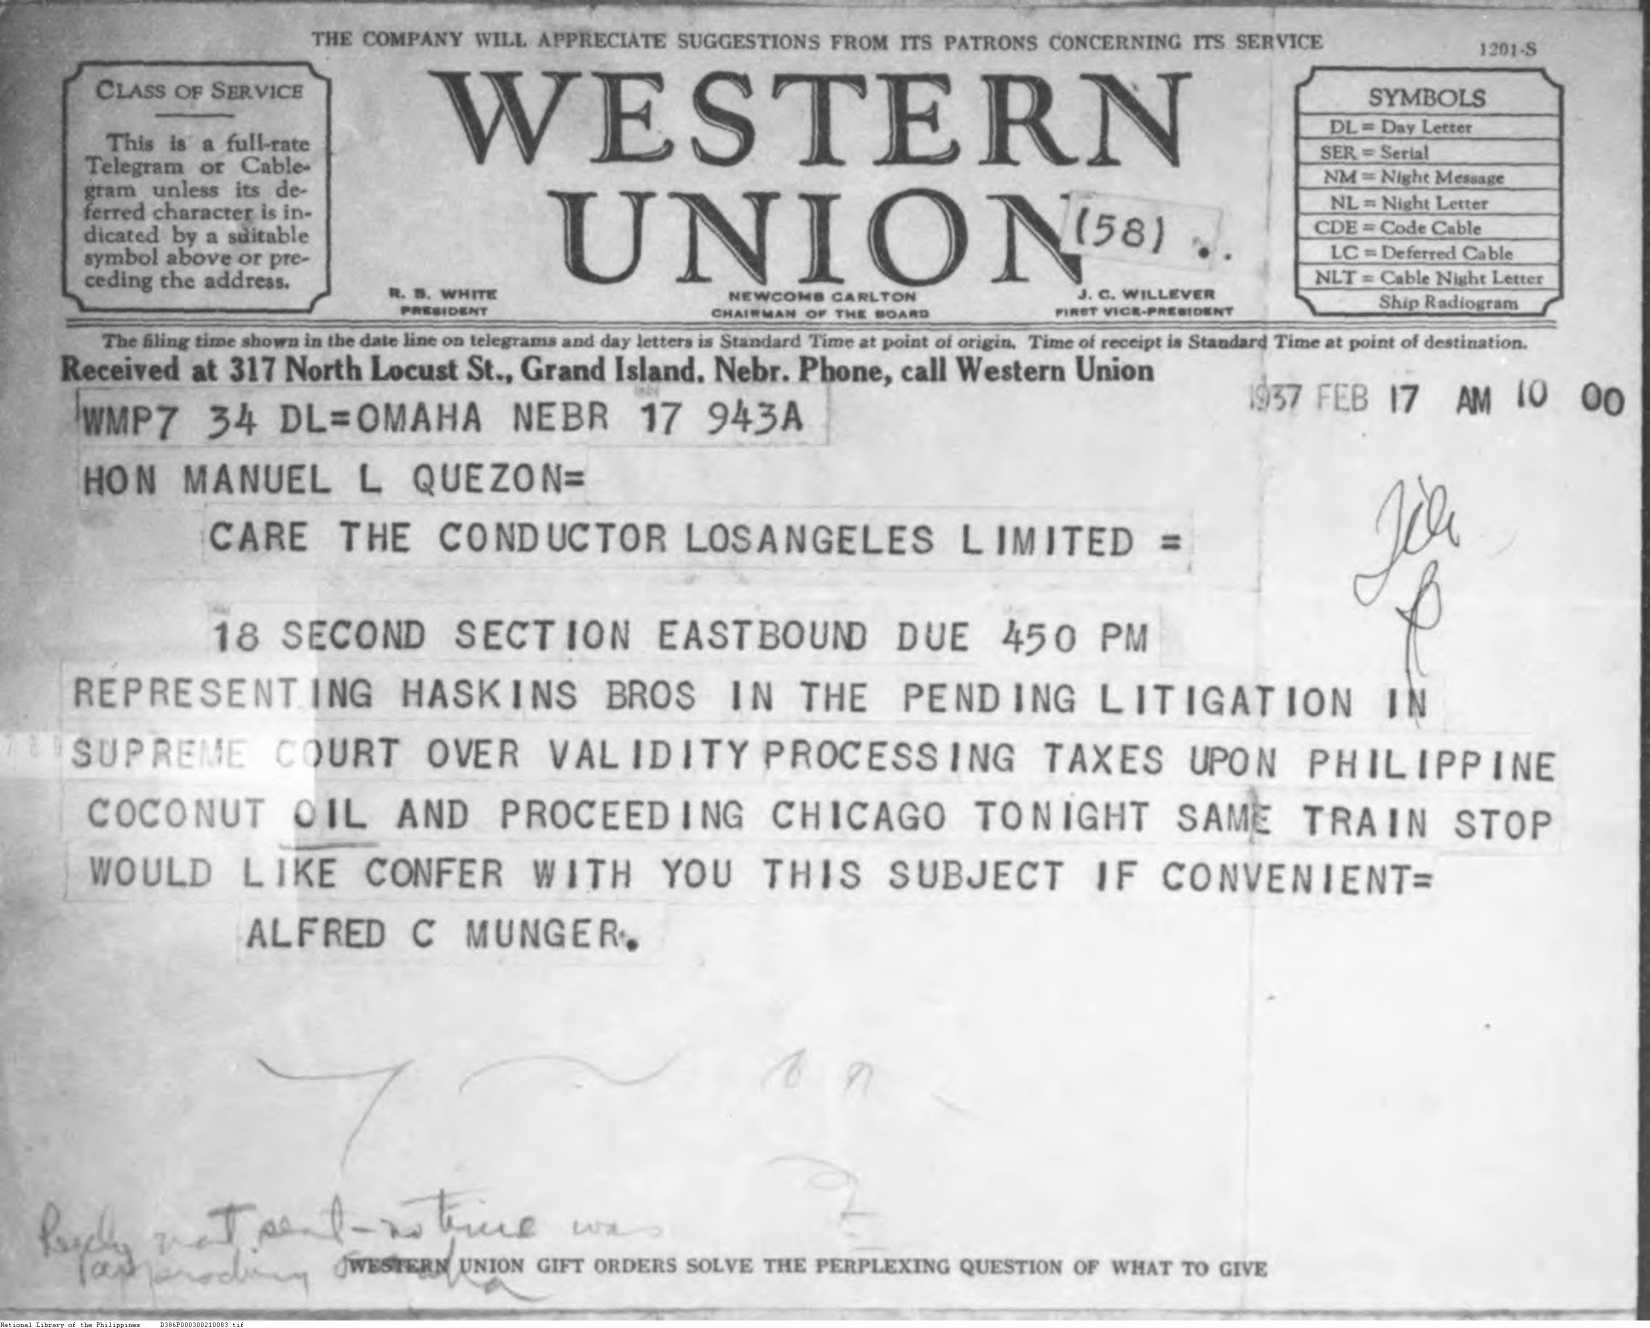 THE COMPANY WILL APPRECIATE SUGGESTIONS FROM ITS PATRONS CONCERNING ITS SERVICE
1201-S
CLASS OF SERVICE
This is a full-rate
Telegram or Cable-
gram unless its de-
ferred character is in-
dicated by a suitable
symbol above or pre-
ceding the address.
WESTERN
UNION
(58)
R. B. WHITE
PRESIDENT
NEWCOMB CARLTON
CHAIRMAN OF THE BOARD
J. C. WILLEVER
FIRST VICE-PRESIDENT
SYMBOLS
DL = Day Letter
SER = Serial
NM = Night Message
NL = Night Letter
CDE = Code Cable
LC = Deferred Cable
NLT = Cable Night Letter
Ship Radiogram
The filing time shown in the date line on telegrams and day letters is Standard Time at point of origin. Time of receipt is Standard Time at point of destination.
Received at 317 North Locust St., Grand Island, Nebr. Phone, call Western Union
1937 FEB 17 AM 10 00
WMP7 34 DL=OMAHA NEBR 17 943A
HON MANUEL L QUEZON=
CARE THE CONDUCTOR LOSANGELES LIMITED =
File
18 SECOND SECTION EASTBOUND DUE 450 PM
REPRESENTING HASKINS BROS IN THE PENDING LITIGATION IN
SUPREME COURT OVER VALIDITY PROCESSING TAXES UPON PHILIPPINE
COCONUT OIL AND PROCEEDING CHICAGO TONIGHT SAME TRAIN STOP
WOULD LIKE CONFER WITH YOU THIS SUBJECT IF CONVENIENT=
ALFRED C MUNGER.
Reply not sent - no time was
Omaha
WESTERN UNION GIFT ORDERS SOLVE THE PERPLEXING QUESTION OF WHAT TO GIVE
National Library of the Philippines D386P000300210083.tif